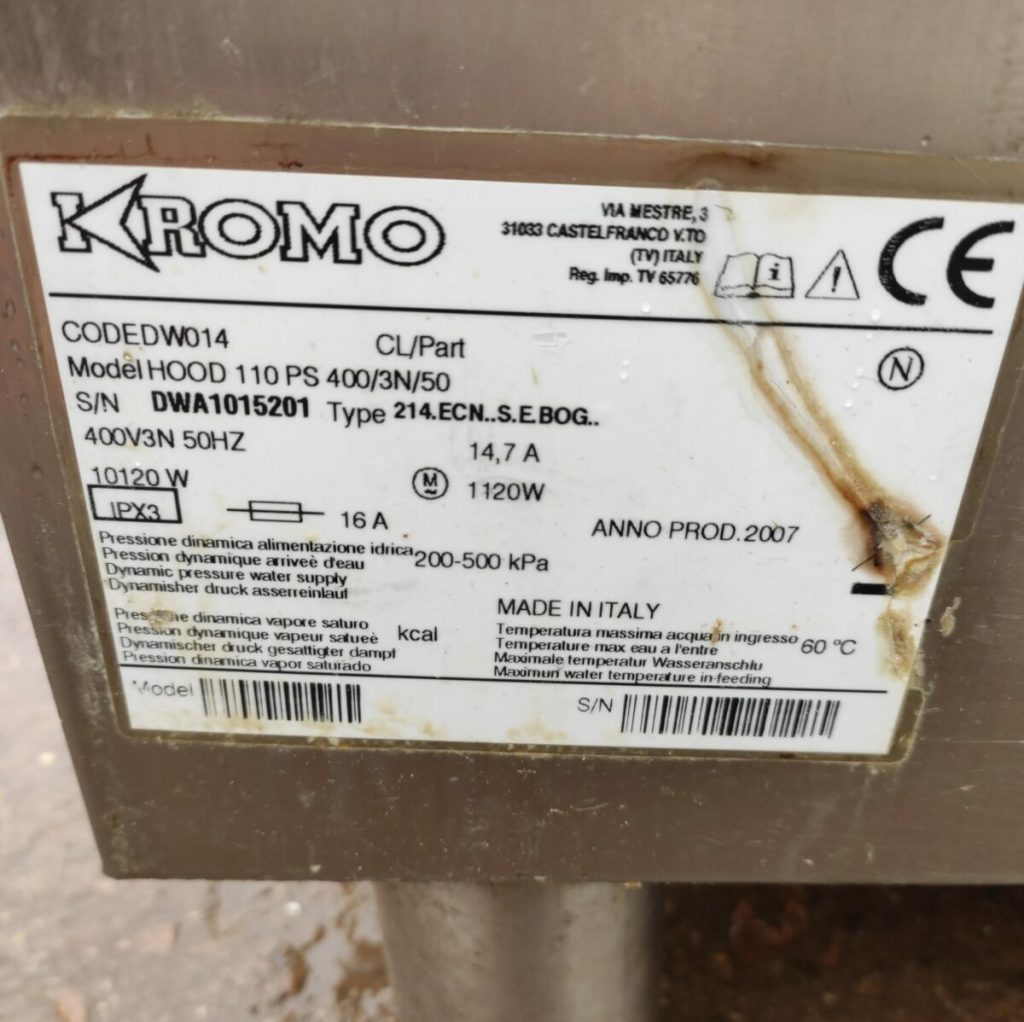 KROMO
VIA MESTRE, 3
31033 CASTELFRANCO V.TO
(TV) ITALY
Reg. Imp. TV 65776
CE
CODEDW014 CL/Part
Model HOOD 110 PS 400/3N/50
N
S/N DWA1015201 Type 214.ECN..S.E.BOG..
400V3N 50HZ 14,7 A
10120 W M 1120W
IPX3 16 A ANNO PROD.2007
Pressione dinamica alimentazione idrica
Pression dynamique arriveè d'eau 200-500 kPa
Dynamic pressure water supply
Dynamisher druck asserreinlauf
MADE IN ITALY
Pressione dinamica vapore saturo
Pression dynamique vapeur satueè kcal
Dynamischer druck gesattigter dampf
Pression dinamica vapor saturado
Temperatura massima acqua in ingresso 60 °C
Temperature max eau a l'entre
Maximale temperatur Wasseranschlu
Maximun water temperature in-feeding
Model S/N